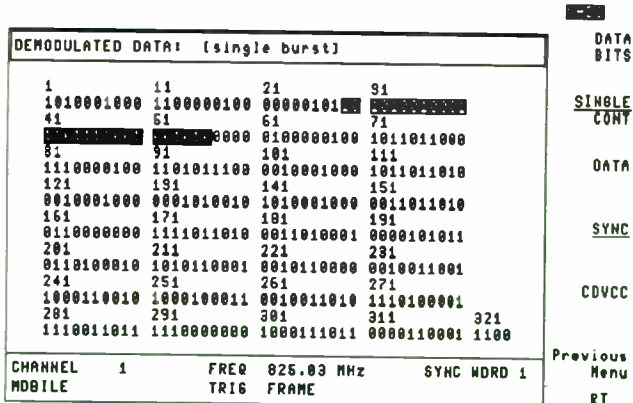 DEMODULATED DATA: [single burst]
1 11 21 31
1010001000 1100000100 00000101
41 51 61 71
0000 0100000100 1011011000
81 91 101 111
1110000100 1101011100 0010001000 1011011010
121 131 141 151
0010001000 0001010010 1010001000 0011011010
161 171 181 191
0110000000 1111011010 0011010001 0000101011
201 211 221 231
0110100010 1010110001 0010110000 0010011001
241 251 261 271
1000110010 1000100011 0010011010 1110100001
281 291 301 311 321
1110011011 1110000000 1000111011 0000110001 1100
CHANNEL 1 FREQ 825.03 MHz SYNC WORD 1
MOBILE TRIG FRAME
DATA
BITS
SINGLE
CONT
DATA
SYNC
CDVCC
Previous
Menu
RT